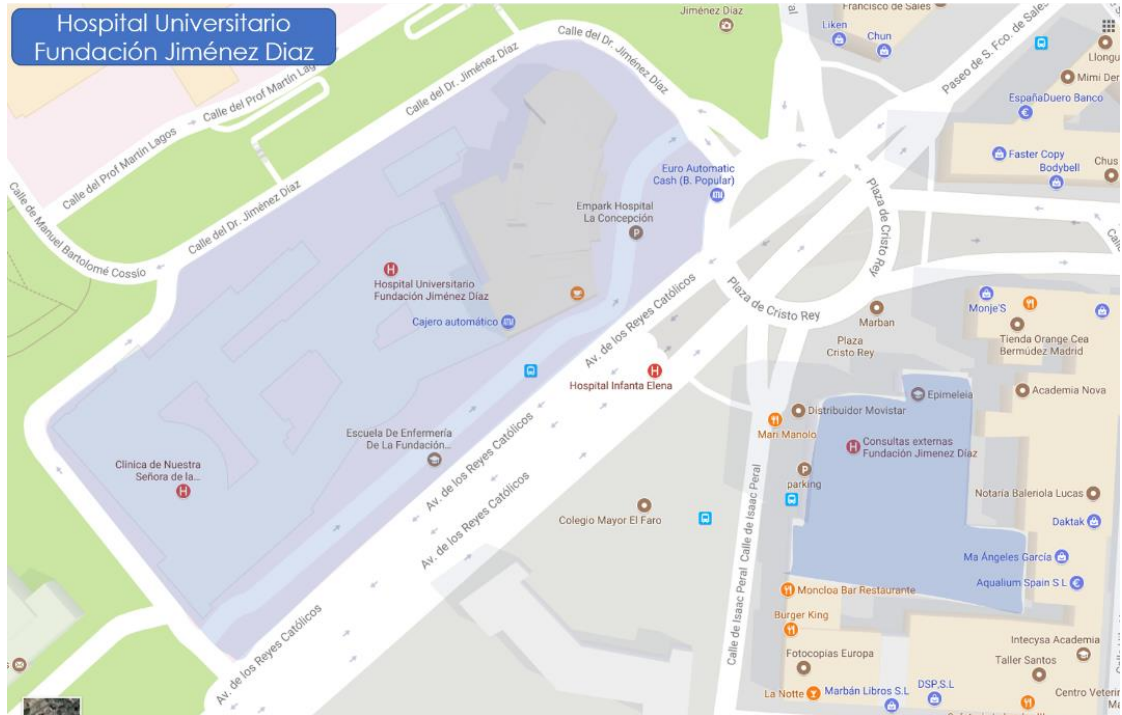 Hospital Universitario
Fundación Jiménez Diaz
Jiménez Díaz
Francisco de Sales
Liken
Chun
Paseo de S. Fco. de Sales
Llongu
Mimi Der
EspañaDuero Banco
Faster Copy
Bodybell
Chus
Calle del Prof Martín Lagos
Calle del Prof Martín Lagos
Calle del Dr. Jiménez Díaz
Calle del Dr. Jiménez Díaz
Calle del Dr. Jiménez Díaz
Calle de Manuel Bartolomé Cossío
Euro Automatic
Cash (B. Popular)
Empark Hospital
La Concepción
Plaza de Cristo Rey
Plaza de Cristo Rey
Hospital Universitario
Fundación Jiménez Díaz
Cajero automático
Av. de los Reyes Católicos
Hospital Infanta Elena
Marban
Plaza
Cristo Rey
Monje'S
Tienda Orange Cea
Bermúdez Madrid
Academia Nova
Epimeleia
Distribuidor Movistar
Mari Manolo
Consultas externas
Fundación Jimenez Díaz
parking
Escuela De Enfermería
De La Fundación...
Clínica de Nuestra
Señora de la...
Av. de los Reyes Católicos
Av. de los Reyes Católicos
Av. de los Reyes Católicos
Colegio Mayor El Faro
Calle de Isaac Peral
Calle de Isaac Peral
Calle de Isaac Peral
Notaria Baleriola Lucas
Daktak
Ma Ángeles García
Aqualium Spain S L
Moncloa Bar Restaurante
Burger King
Fotocopias Europa
La Notte
Marbán Libros S.L
DSP,S.L
Intecysa Academia
Taller Santos
Centro Veterin